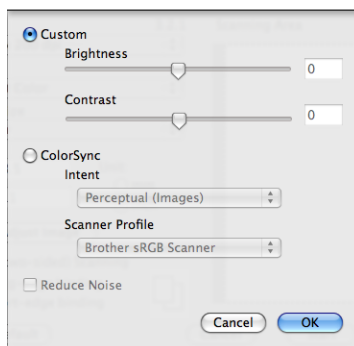 Custom
Brightness
0
Contrast
0
ColorSync
Intent
Perceptual (Images)
Scanner Profile
Brother sRGB Scanner
Reduce Noise
Cancel OK